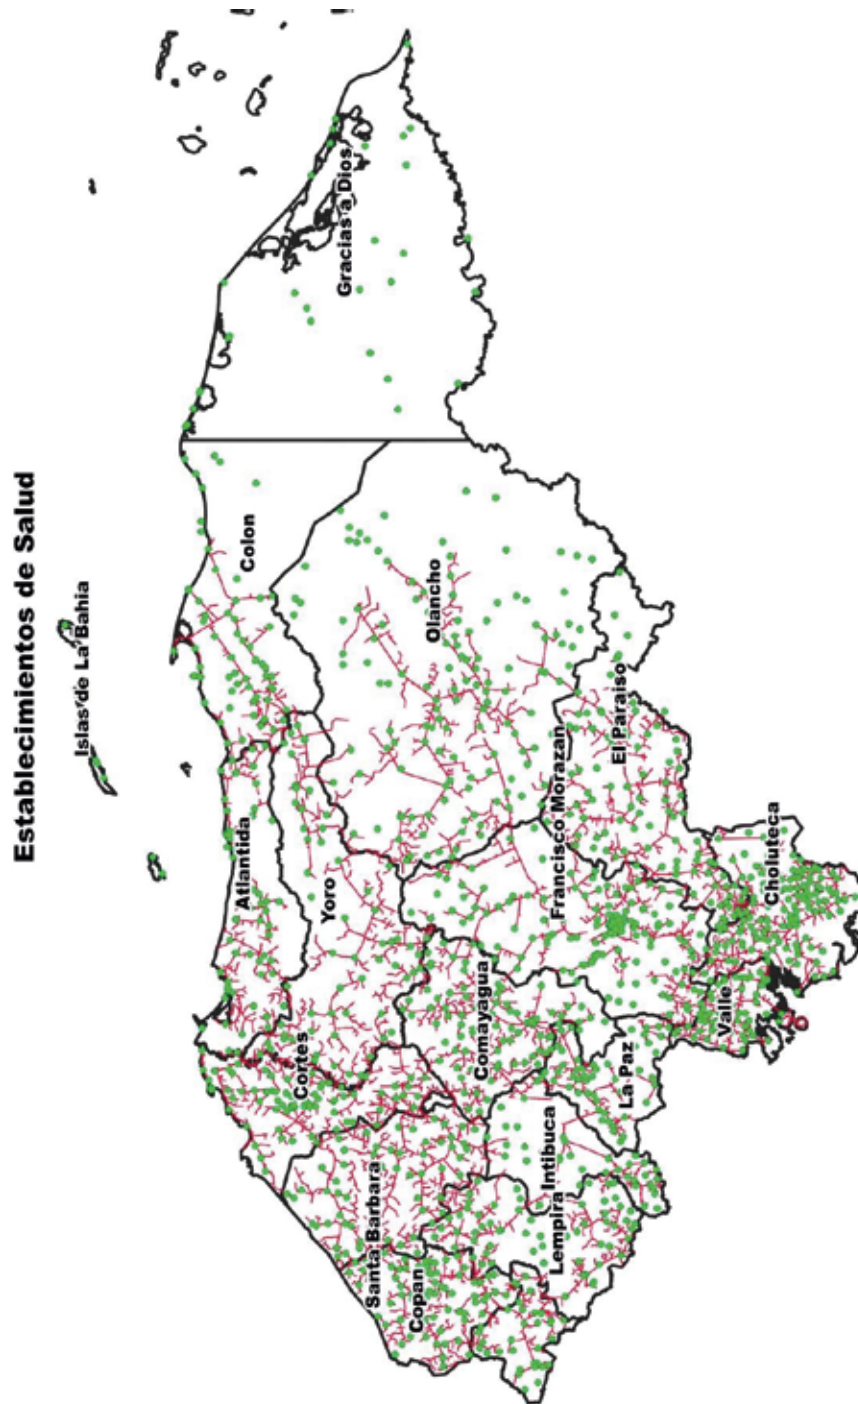 Establecimientos de Salud
Islas de La Bahia
Gracias a Dios
Colon
Atlantida
Yoro
Cortes
Olancho
Santa Barbara
Copan
Comayagua
Francisco Morazan
El Paraiso
Lempira
Intibuca
La Paz
Valle
Choluteca